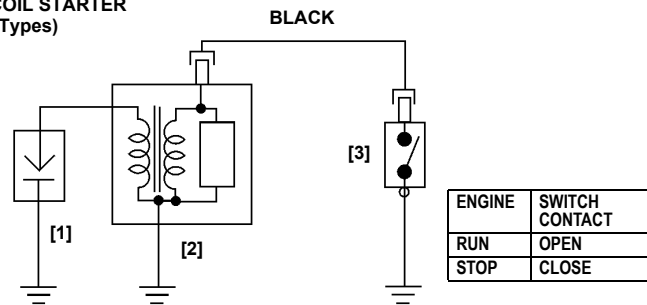 COIL STARTER
Types)
BLACK
[3]
[1]
[2]
ENGINE SWITCH CONTACT
RUN OPEN
STOP CLOSE